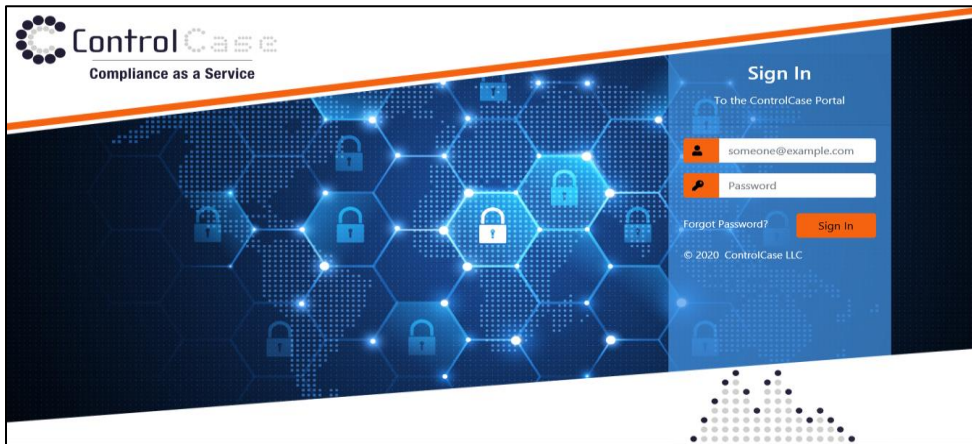 ControlCase
Compliance as a Service
Sign In
To the ControlCase Portal
someone@example.com
Password
Forgot Password?
Sign In
© 2020 ControlCase LLC